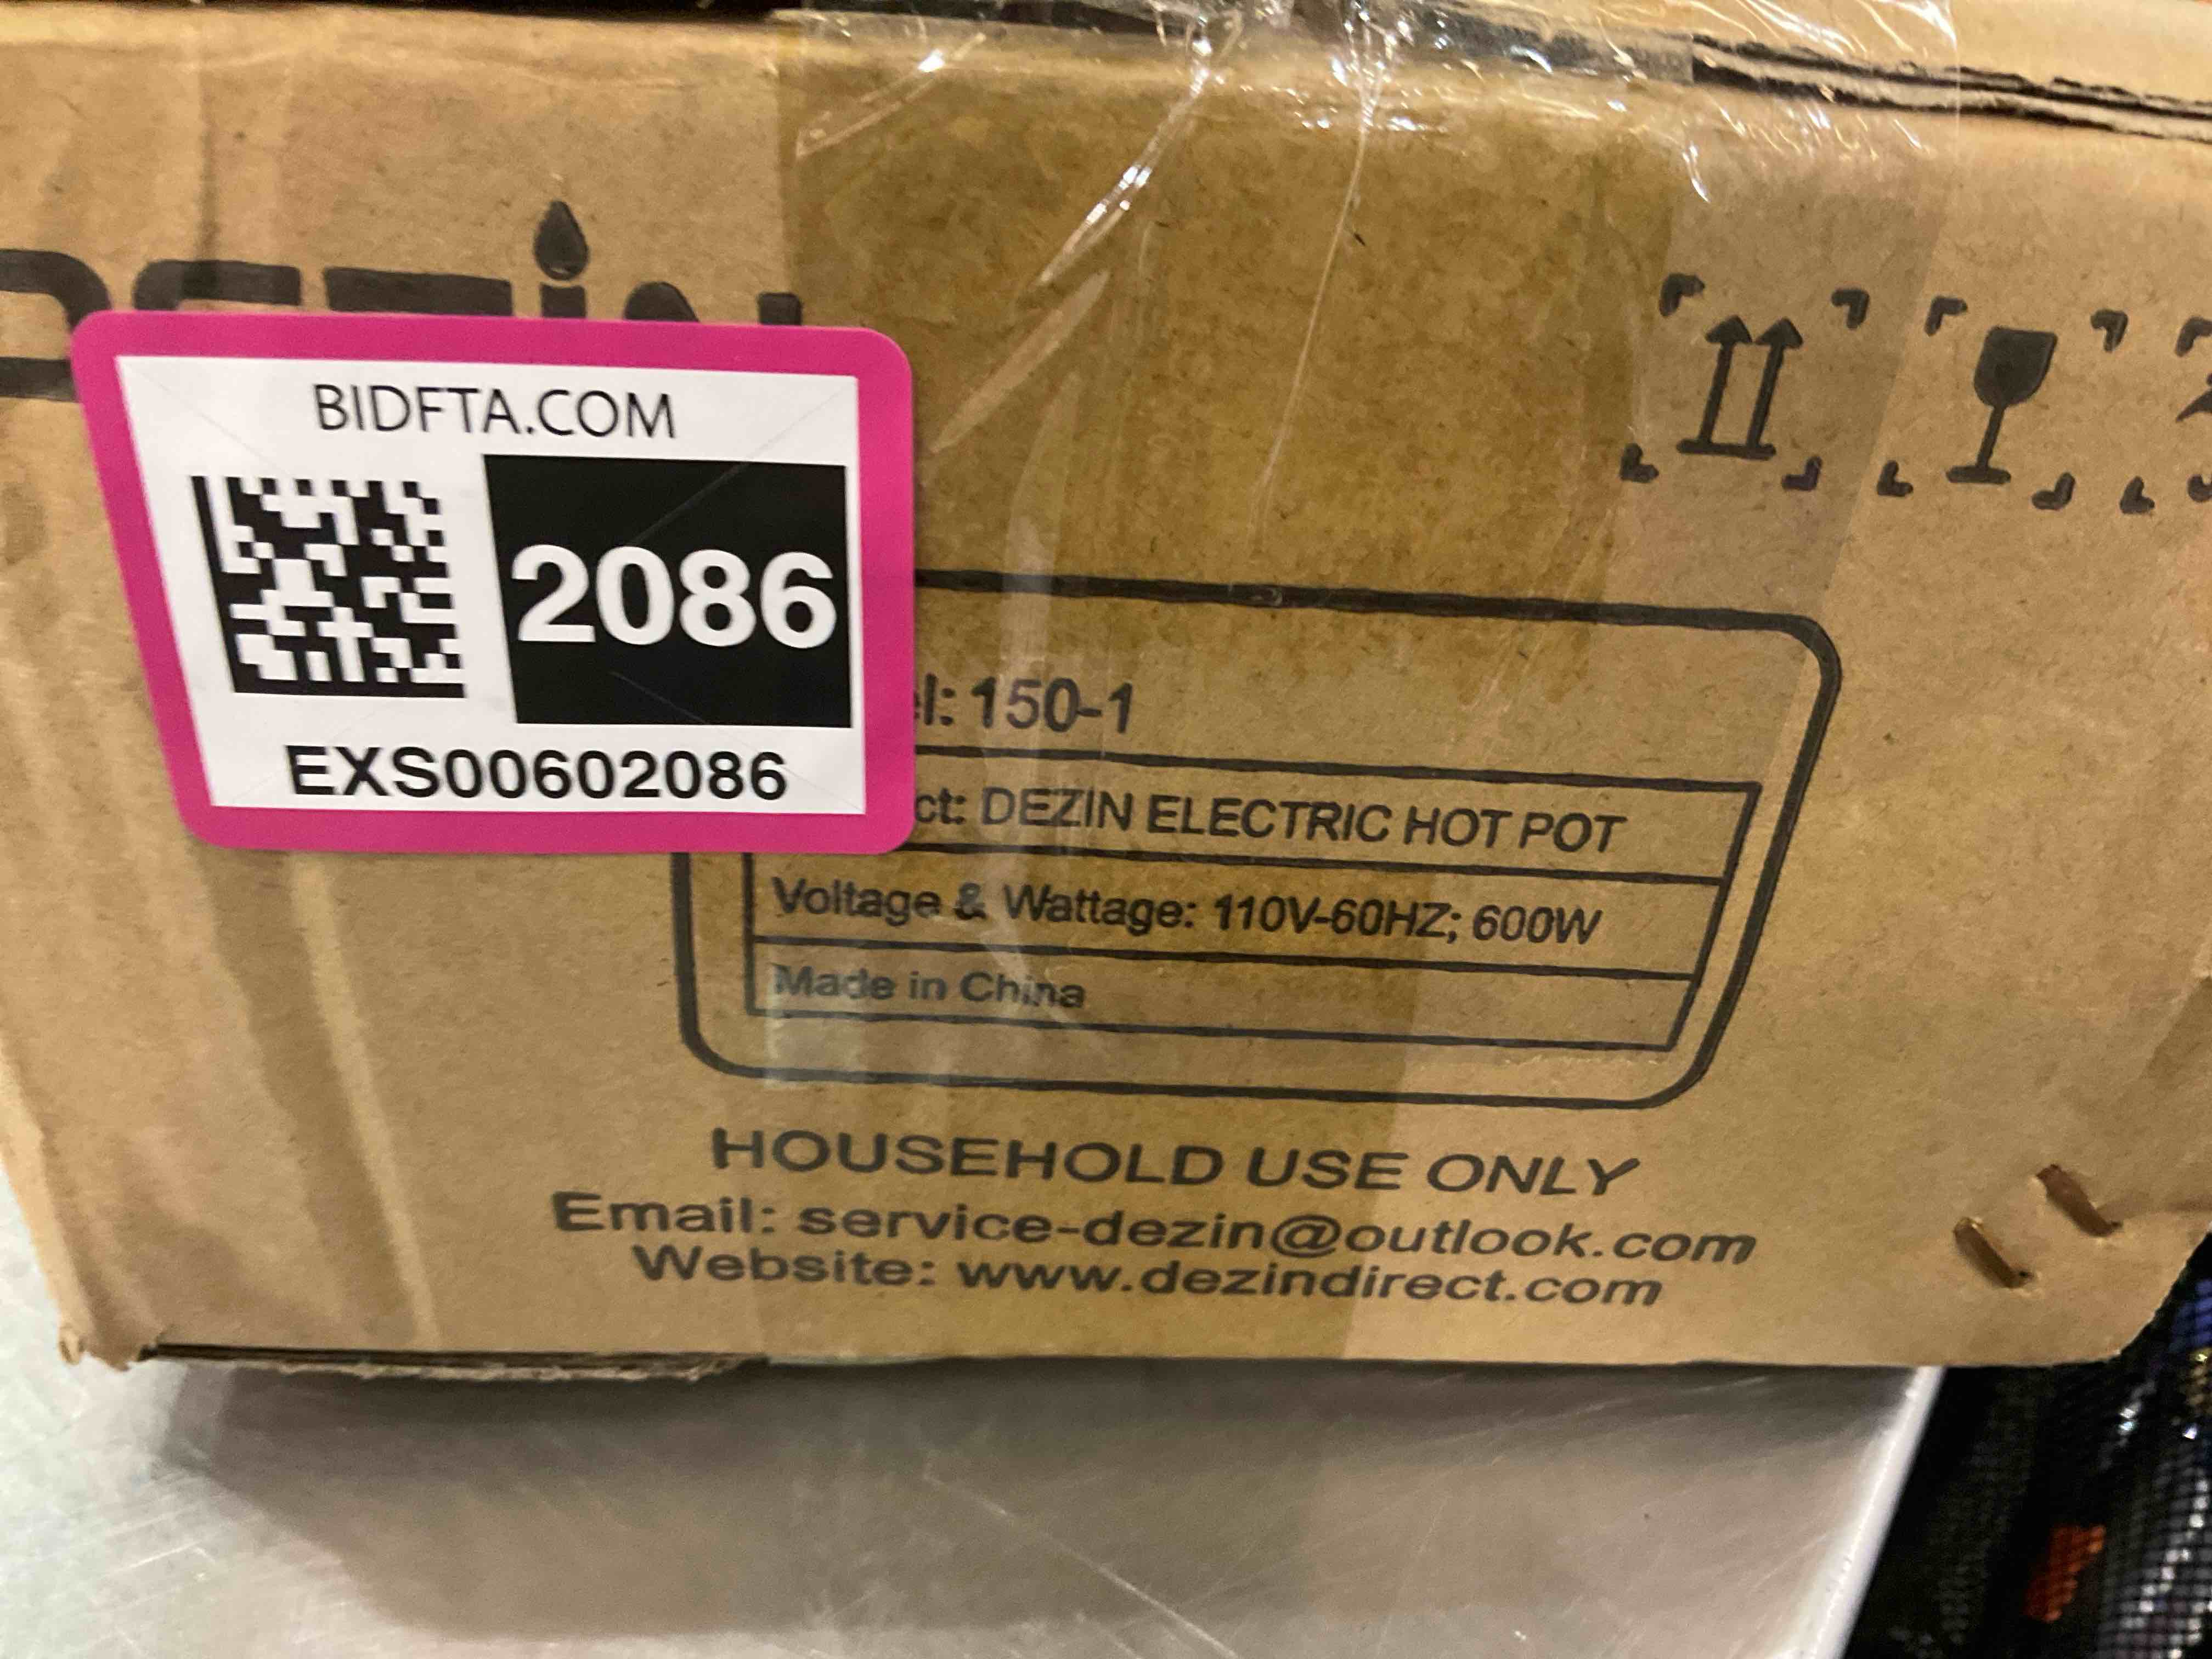 DEZiN
BIDFTA.COM
2086
EXS00602086
el: 150-1
ct: DEZIN ELECTRIC HOT POT
Voltage & Wattage: 110V-60HZ; 600W
Made in China
HOUSEHOLD USE ONLY
Email: service-dezin@outlook.com
Website: www.dezindirect.com